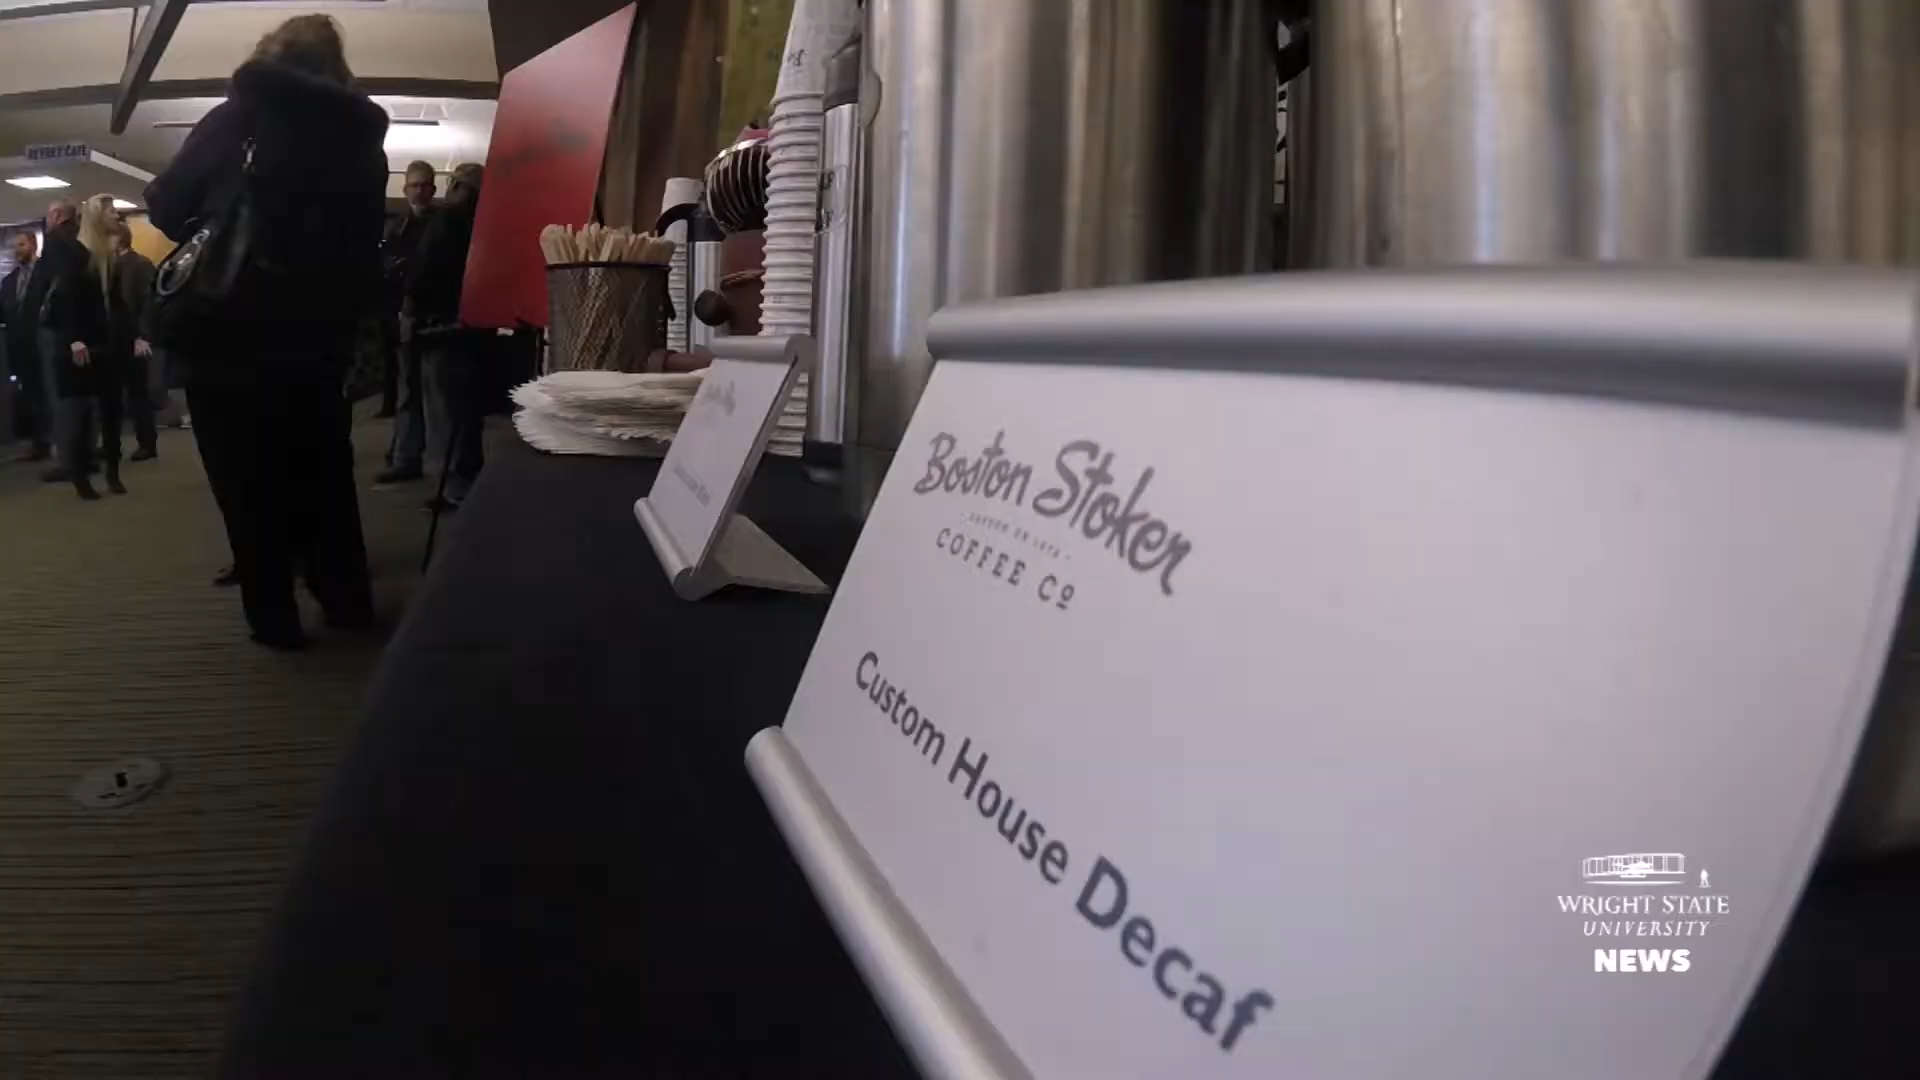 Boston Stoker
COFFEE Co
Custom House Decaf
WRIGHT STATE
UNIVERSITY
NEWS